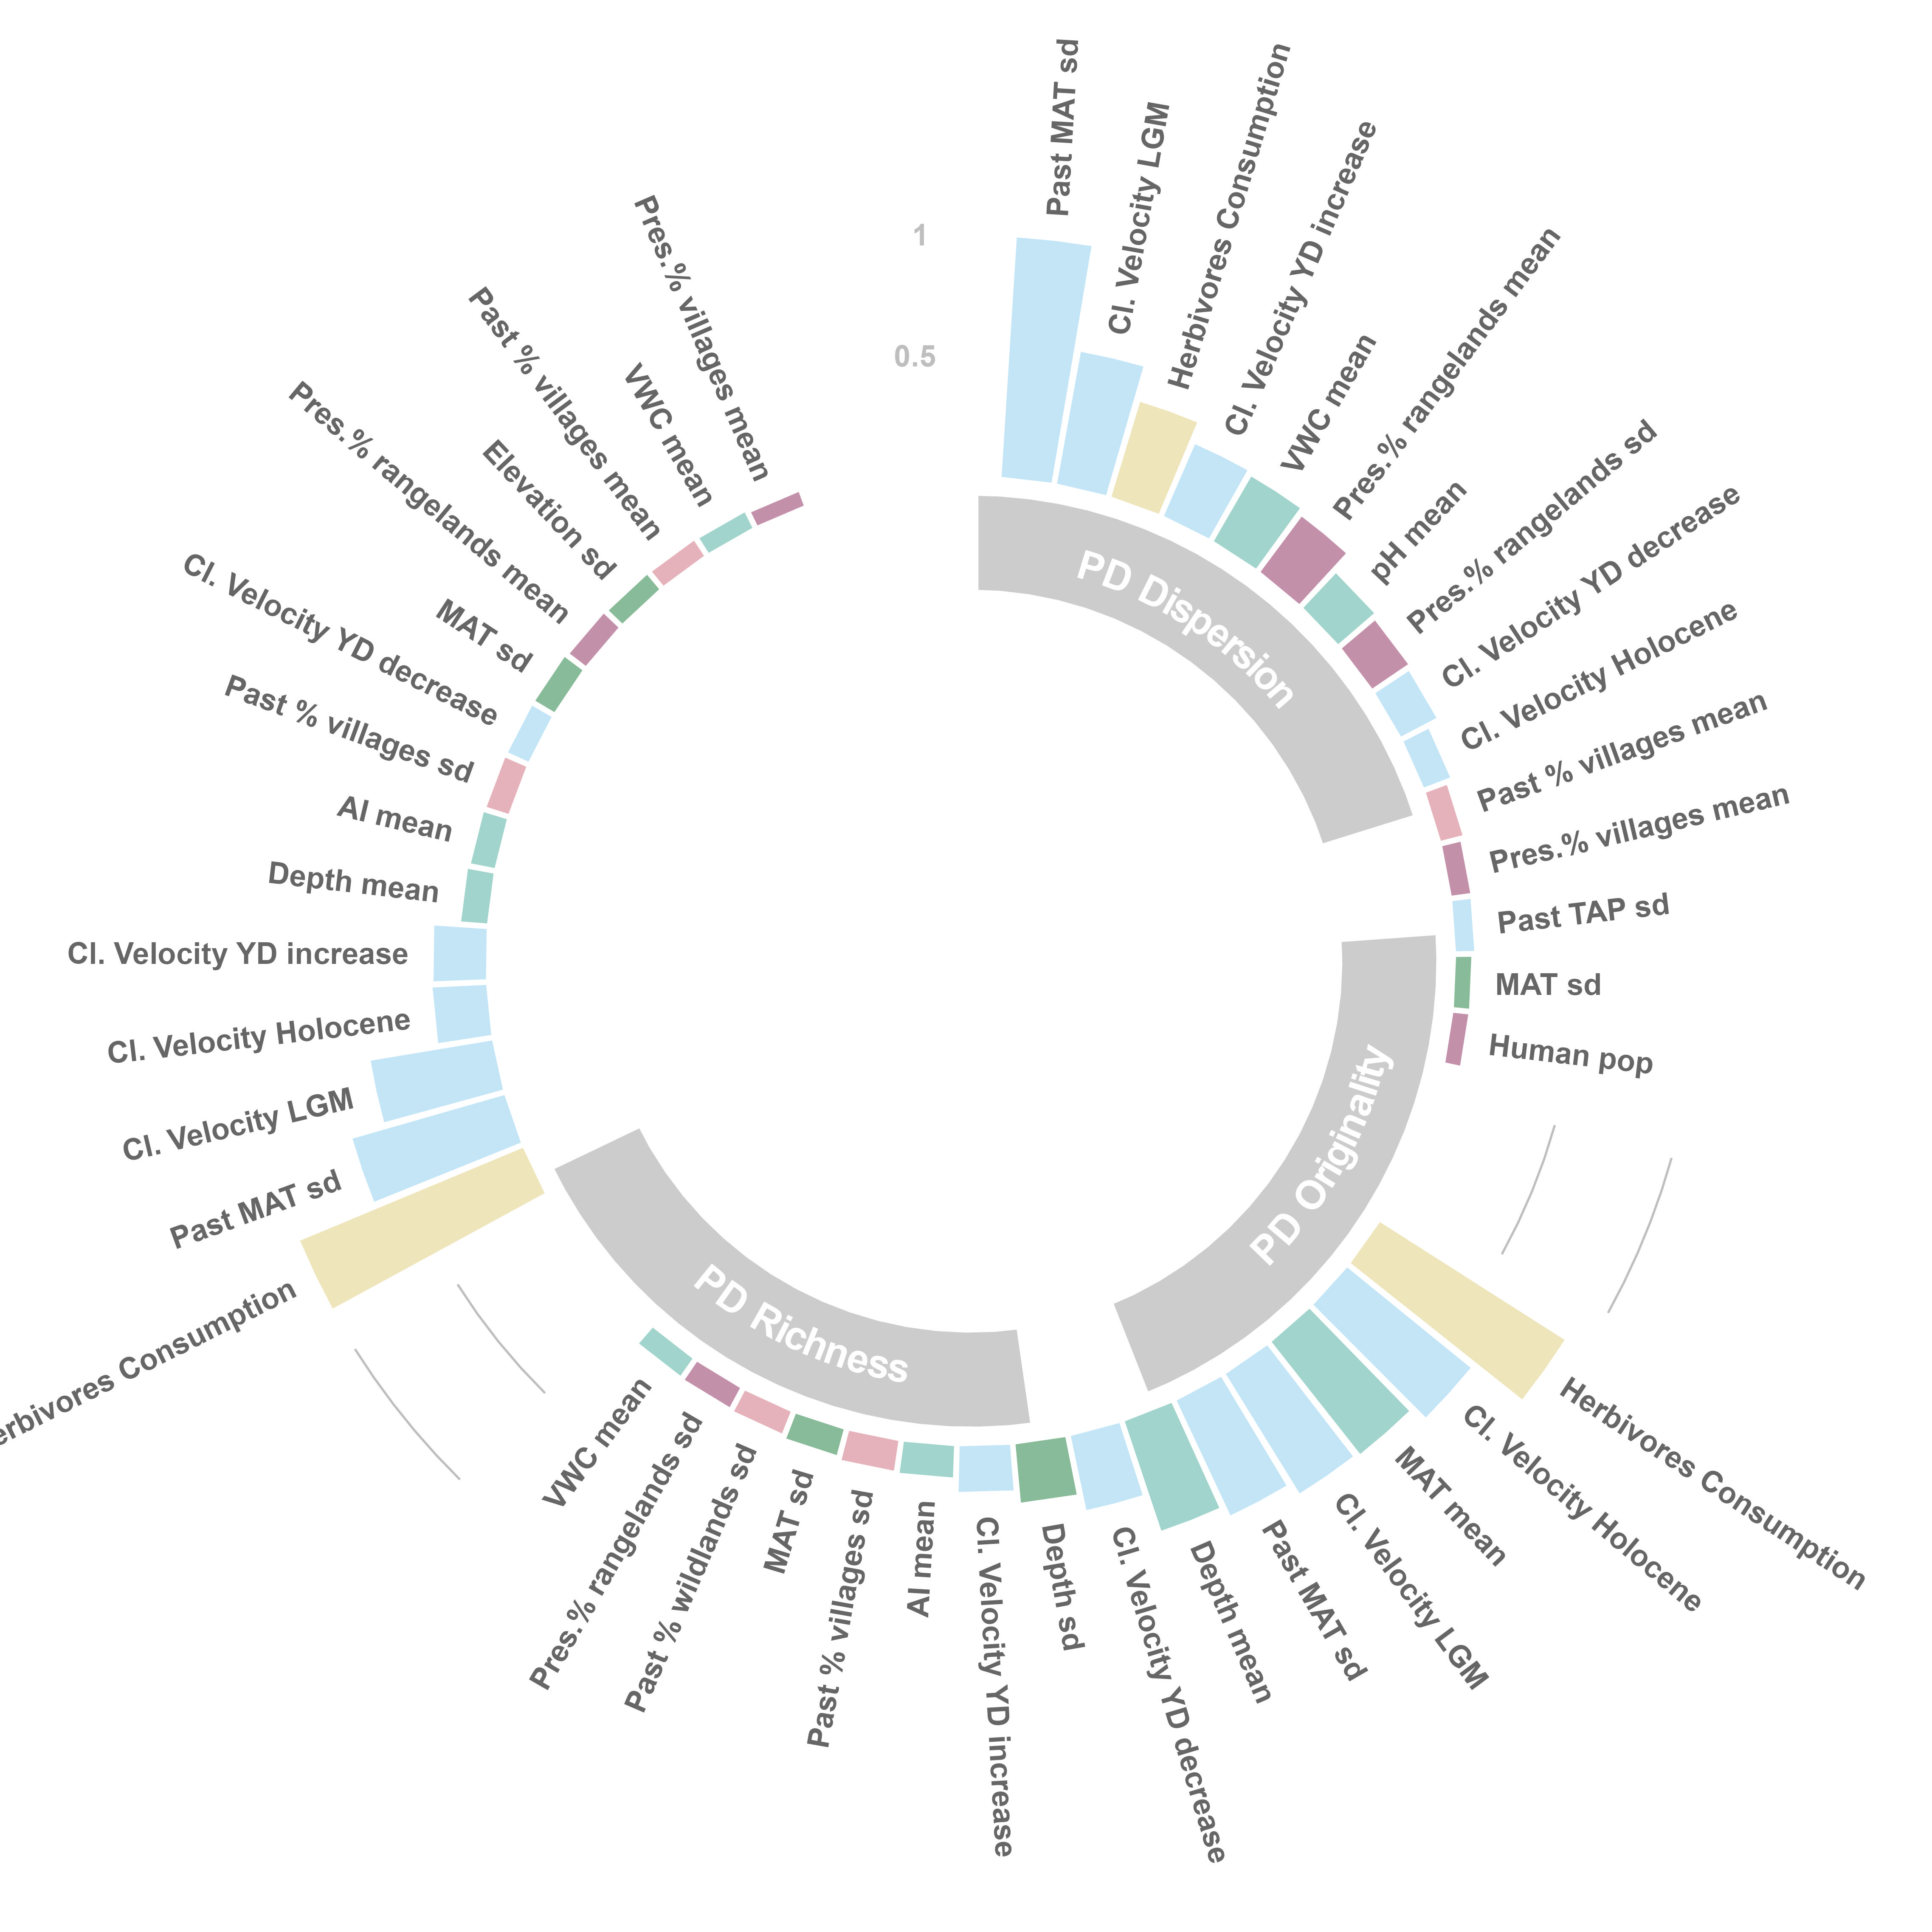 1
0.5
Past MAT sd
Cl. Velocity LGM
Herbivores Consumption
Cl. Velocity YD increase
VWC mean
Pres.% rangelands mean
pH mean
Pres.% rangelands sd
Cl. Velocity YD decrease
Cl. Velocity Holocene
Past % villages mean
Pres.% villages mean
Past TAP sd
MAT sd
Human pop
Herbivores Consumption
Cl. Velocity Holocene
MAT mean
Cl. Velocity LGM
Past MAT sd
Depth mean
Cl. Velocity YD decrease
Depth sd
Cl. Velocity YD increase
AI mean
Past % villages sd
MAT sd
Past % wildlands sd
Pres.% rangelands sd
VWC mean
erbivores Consumption
Past MAT sd
Cl. Velocity LGM
Cl. Velocity Holocene
Cl. Velocity YD increase
Depth mean
AI mean
Past % villages sd
Cl. Velocity YD decrease
MAT sd
Pres.% rangelands mean
Elevation sd
Past % villages mean
VWC mean
Pres.% villages mean
PD Dispersion
PD Originality
PD Richness